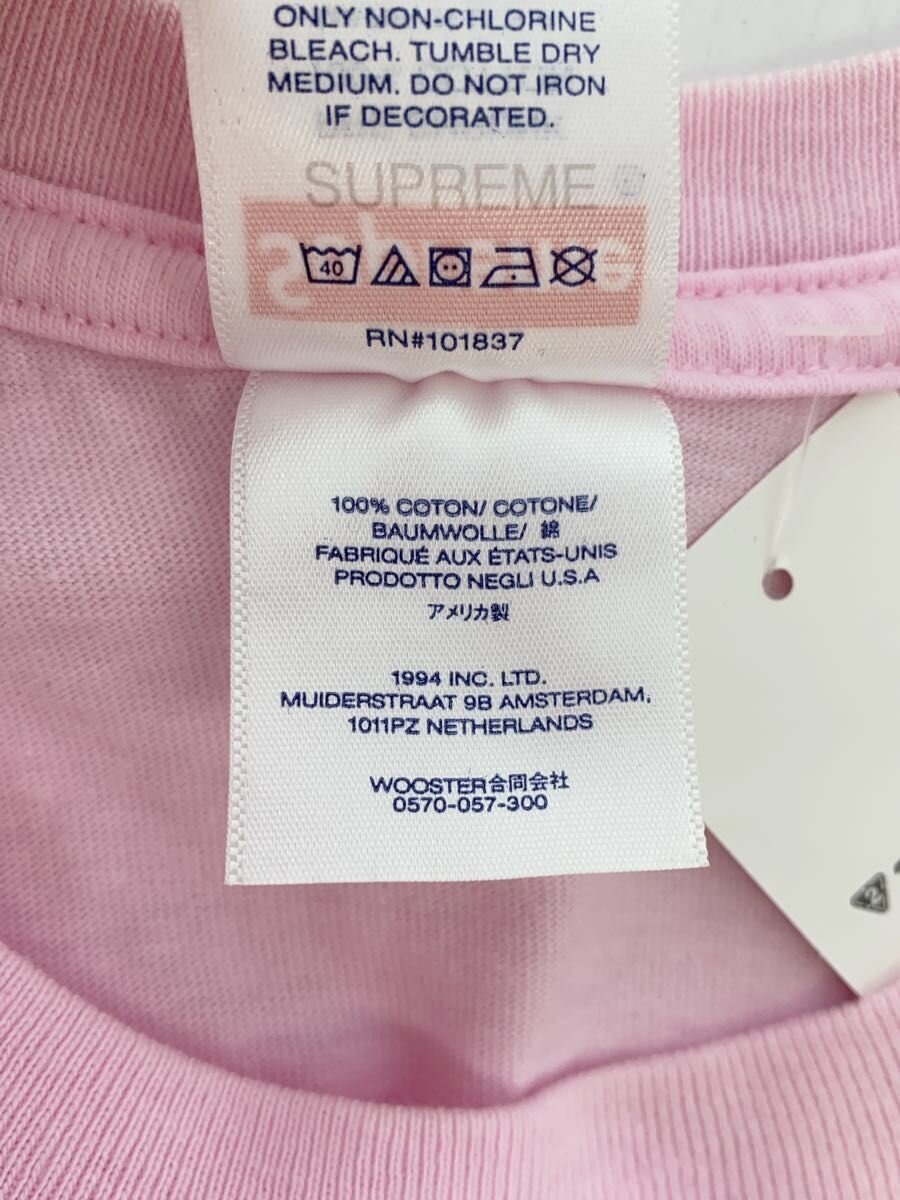 ONLY NON-CHLORINE
BLEACH. TUMBLE DRY
MEDIUM. DO NOT IRON
IF DECORATED.
SUPREME
40
RN#101837
100% COTON/ COTONE/
BAUMWOLLE/ 綿
FABRIQUÉ AUX ÉTATS-UNIS
PRODOTTO NEGLI U.S.A
アメリカ製
1994 INC. LTD.
MUIDERSTRAAT 9B AMSTERDAM,
1011PZ NETHERLANDS
WOOSTER合同会社
0570-057-300